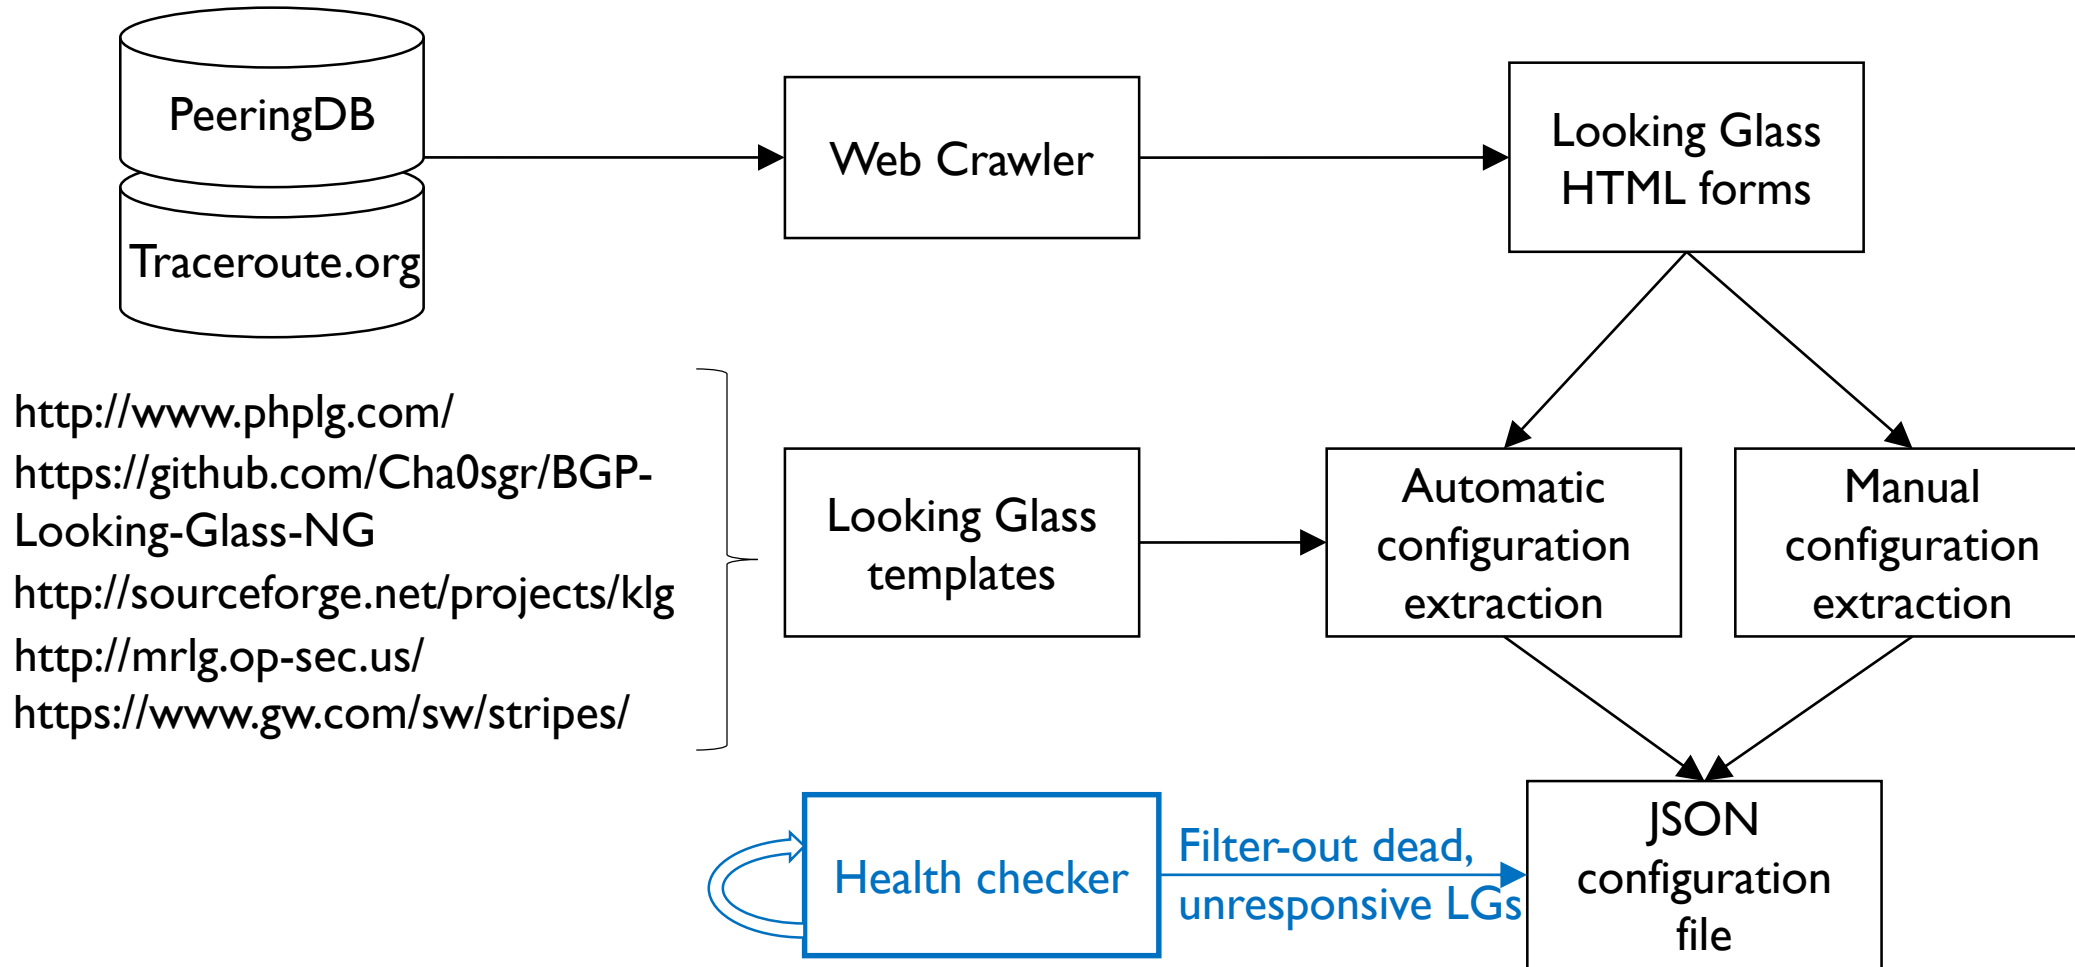 PeeringDB
Traceroute.org
Web Crawler
Looking Glass
HTML forms
http://www.phplg.com/
https://github.com/Cha0sgr/BGP-
Looking-Glass-NG
http://sourceforge.net/projects/klg
http://mrlg.op-sec.us/
https://www.gw.com/sw/stripes/
Looking Glass
templates
Automatic
configuration
extraction
Manual
configuration
extraction
Health checker
Filter-out dead,
unresponsive LGs
JSON
configuration
file